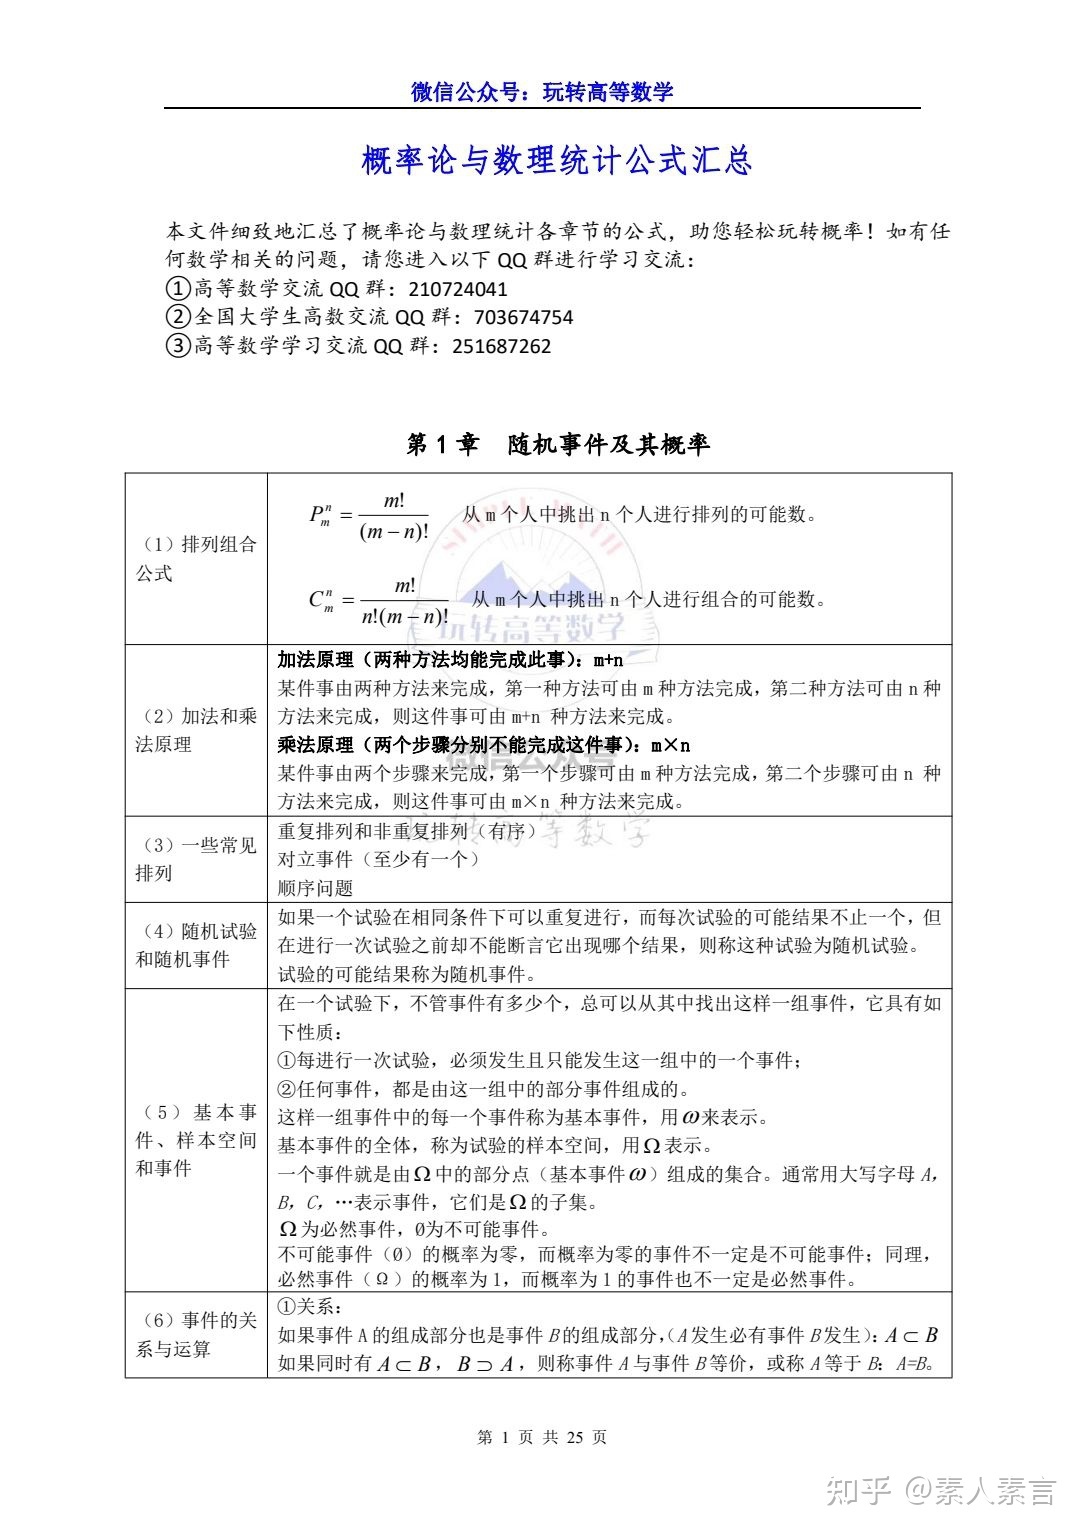 微信公众号：玩转高等数学
概率论与数理统计公式汇总
本文件细致地汇总了概率论与数理统计各章节的公式，助您轻松玩转概率！如有任
何数学相关的问题，请您进入以下 QQ 群进行学习交流：
①高等数学交流 QQ 群：210724041
②全国大学生高数交流 QQ 群：703674754
③高等数学学习交流 QQ 群：251687262
第 1 章 随机事件及其概率
（1）排列组合
公式
P_m^n = m!/(m−n)! 从 m 个人中挑出 n 个人进行排列的可能数。
C_m^n = m!/(n!(m−n)!) 从 m 个人中挑出 n 个人进行组合的可能数。
SIMPLE MATH
玩转高等数学
（2）加法和乘
法原理
加法原理（两种方法均能完成此事）：m+n
某件事由两种方法来完成，第一种方法可由 m 种方法完成，第二种方法可由 n 种
方法来完成，则这件事可由 m+n 种方法来完成。
乘法原理（两个步骤分别不能完成这件事）：m×n
某件事由两个步骤来完成，第一个步骤可由 m 种方法完成，第二个步骤可由 n 种
方法来完成，则这件事可由 m×n 种方法来完成。
微信公众号
玩转高等数学
（3）一些常见
排列
重复排列和非重复排列（有序）
对立事件（至少有一个）
顺序问题
（4）随机试验
和随机事件
如果一个试验在相同条件下可以重复进行，而每次试验的可能结果不止一个，但
在进行一次试验之前却不能断言它出现哪个结果，则称这种试验为随机试验。
试验的可能结果称为随机事件。
（5）基本事
件、样本空间
和事件
在一个试验下，不管事件有多少个，总可以从其中找出这样一组事件，它具有如
下性质：
①每进行一次试验，必须发生且只能发生这一组中的一个事件；
②任何事件，都是由这一组中的部分事件组成的。
这样一组事件中的每一个事件称为基本事件，用ω来表示。
基本事件的全体，称为试验的样本空间，用Ω表示。
一个事件就是由Ω中的部分点（基本事件ω）组成的集合。通常用大写字母 A，
B，C，…表示事件，它们是Ω的子集。
Ω为必然事件，Ø为不可能事件。
不可能事件（Ø）的概率为零，而概率为零的事件不一定是不可能事件；同理，
必然事件（Ω）的概率为 1，而概率为 1 的事件也不一定是必然事件。
（6）事件的关
系与运算
①关系：
如果事件 A 的组成部分也是事件 B 的组成部分，（A 发生必有事件 B 发生）：A⊂B
如果同时有 A⊂B，B⊃A，则称事件 A 与事件 B 等价，或称 A 等于 B：A=B。
第 1 页 共 25 页
知乎 @素人素言